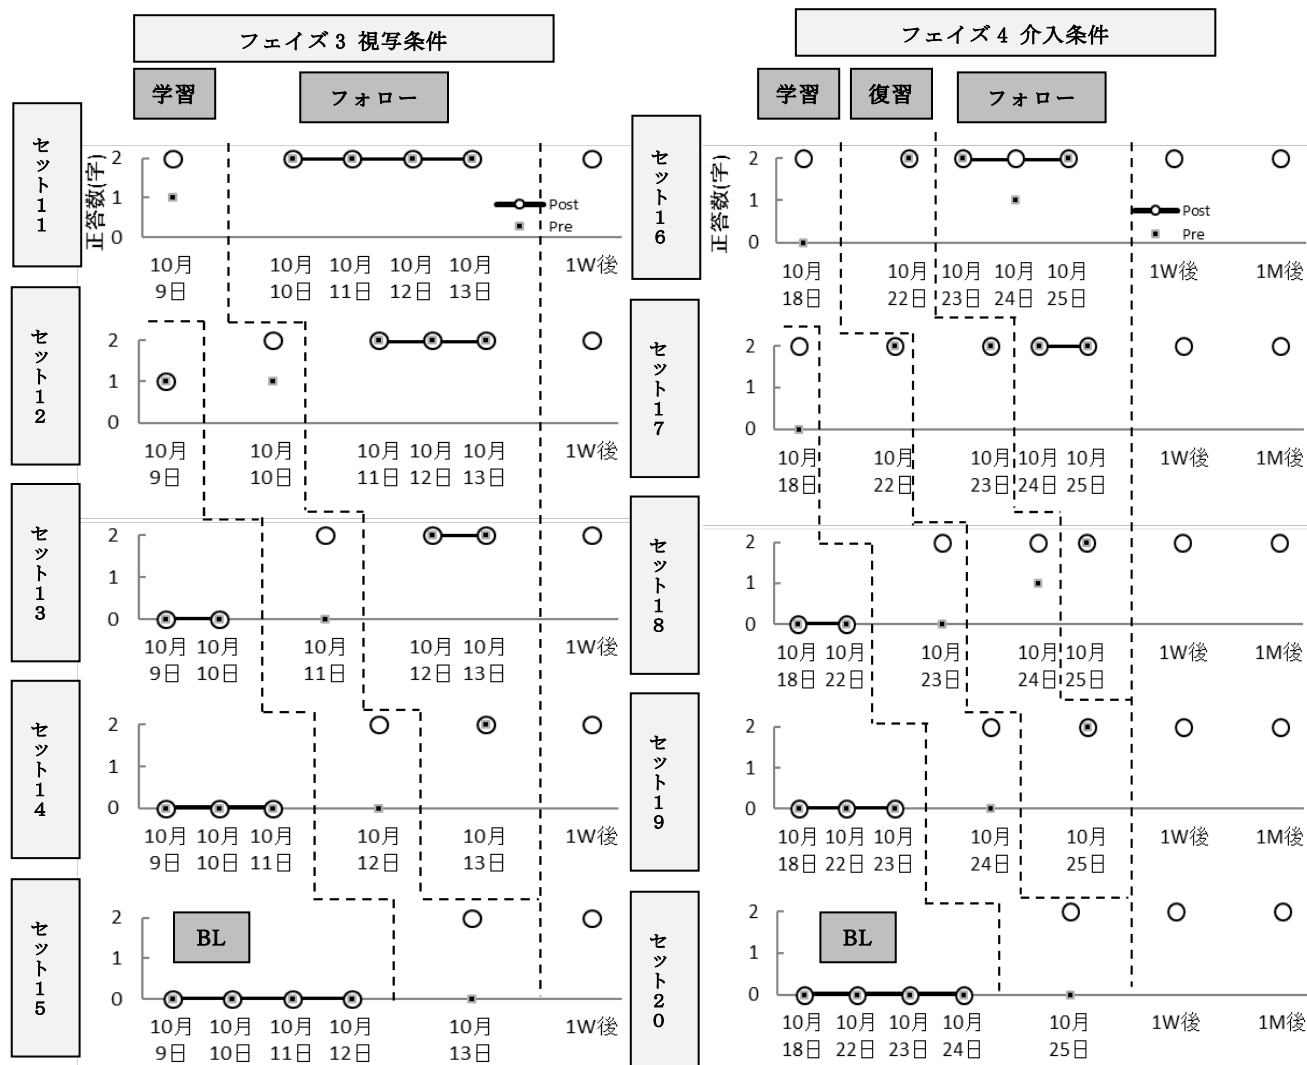 フェイズ3 視写条件
学習
フォロー
セット11
正答数(字)
2
1
0
Post
Pre
10月 10月 10月 10月 10月
9日 10日 11日 12日 13日
1W後
セット12
2
1
0
10月 10月 10月 10月 10月
9日 10日 11日 12日 13日
1W後
セット13
2
1
0
10月 10月 10月 10月 10月
9日 10日 11日 12日 13日
1W後
セット14
2
1
0
10月 10月 10月 10月 10月
9日 10日 11日 12日 13日
1W後
セット15
2
1
0
BL
10月 10月 10月 10月 10月
9日 10日 11日 12日 13日
1W後
フェイズ4 介入条件
学習
復習
フォロー
セット16
正答数(字)
2
1
0
Post
Pre
10月 10月 10月 10月 10月
18日 22日 23日 24日 25日
1W後
1M後
セット17
2
1
0
10月 10月 10月 10月 10月
18日 22日 23日 24日 25日
1W後
1M後
セット18
2
1
0
10月 10月 10月 10月 10月
18日 22日 23日 24日 25日
1W後
1M後
セット19
2
1
0
10月 10月 10月 10月 10月
18日 22日 23日 24日 25日
1W後
1M後
セット20
2
1
0
BL
10月 10月 10月 10月 10月
18日 22日 23日 24日 25日
1W後
1M後